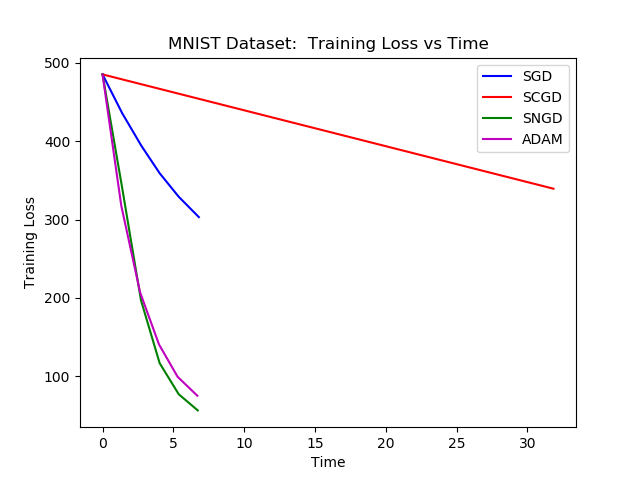 MNIST Dataset:  Training Loss vs Time
500
400
300
200
100
Training Loss
SGD
SCGD
SNGD
ADAM
0 5 10 15 20 25 30
Time